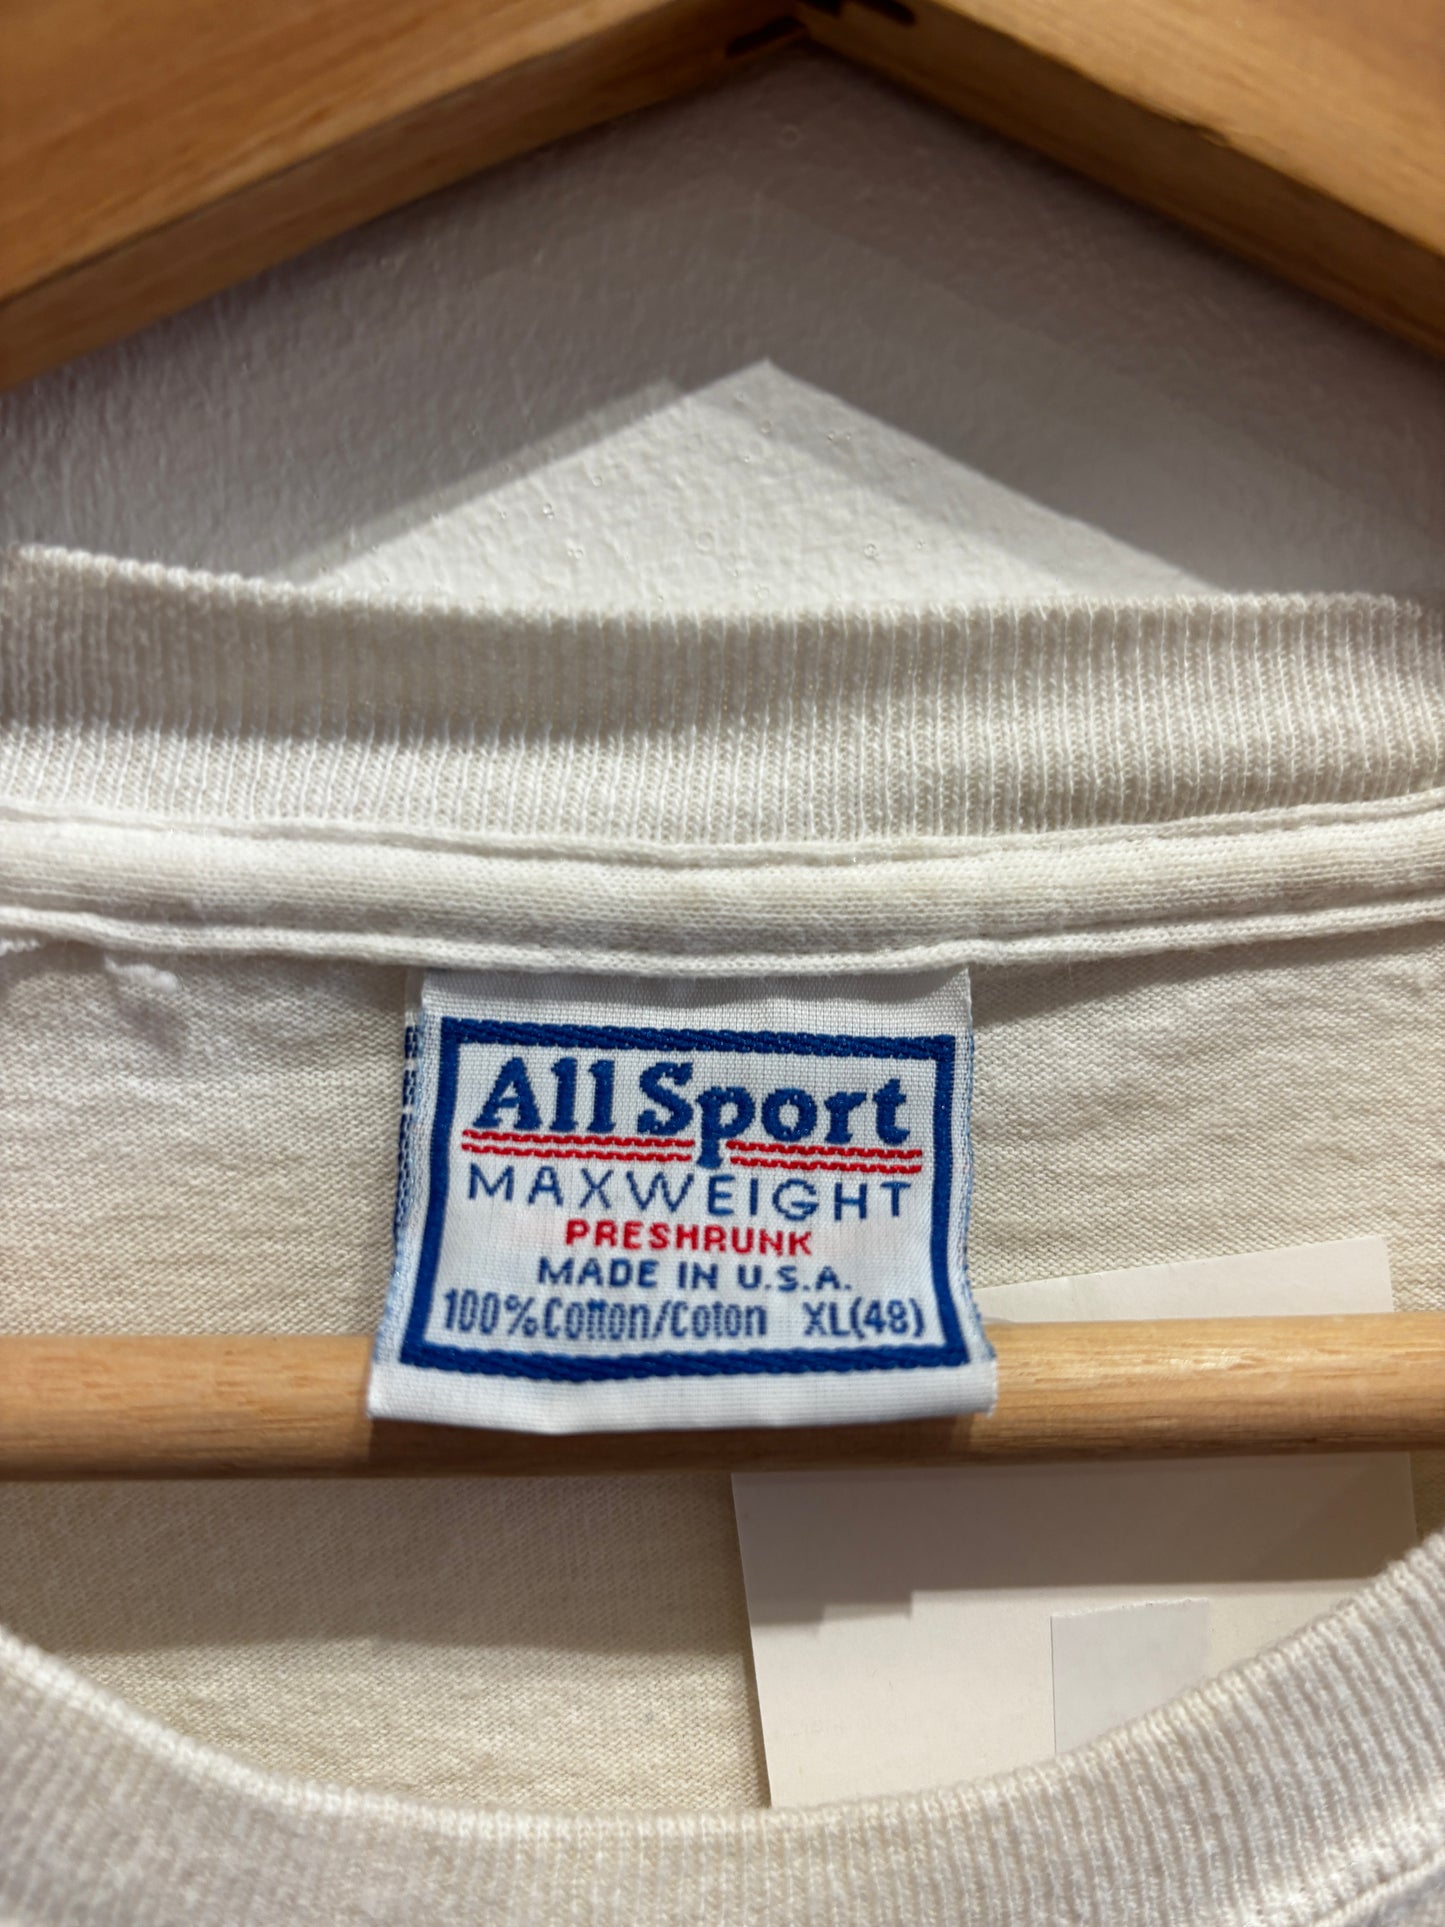 All Sport
MAXWEIGHT
PRESHRUNK
MADE IN U.S.A.
100% Cotton/Coton XL(48)